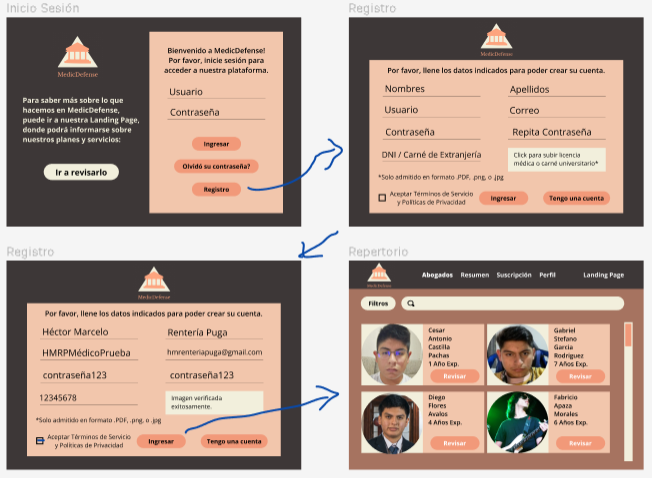 Inicio Sesión
MedicDefense
Para saber más sobre lo que
hacemos en MedicDefense,
puede ir a nuestra Landing Page,
donde podrá informarse sobre
nuestros planes y servicios:
Ir a revisarlo
Bienvenido a MedicDefense!
Por favor, inicie sesión para
acceder a nuestra plataforma.
Usuario
Contraseña
Ingresar
Olvidó su contraseña?
Registro
Registro
MedicDefense
Por favor, llene los datos indicados para poder crear su cuenta.
Nombres
Apellidos
Usuario
Correo
Contraseña
Repita Contraseña
DNI / Carné de Extranjería
Click para subir licencia
médica o carné universitario*
*Solo admitido en formato .PDF, .png, o .jpg
Aceptar Términos de Servicio
y Políticas de Privacidad
Ingresar
Tengo una cuenta
Registro
MedicDefense
Por favor, llene los datos indicados para poder crear su cuenta.
Héctor Marcelo
Rentería Puga
HMRPMédicoPrueba
hmrenteriapuga@gmail.com
contraseña123
contraseña123
12345678
Imagen verificada
exitosamente.
*Solo admitido en formato .PDF, .png, o .jpg
Aceptar Términos de Servicio
y Políticas de Privacidad
Ingresar
Tengo una cuenta
Repertorio
MedicDefense
Abogados
Resumen
Suscripción
Perfil
Landing Page
Filtros
Cesar
Antonio
Castilla
Pachas
1 Año Exp.
Revisar
Gabriel
Stefano
Garcia
Rodriguez
7 Años Exp.
Revisar
Diego
Flores
Avalos
4 Años Exp.
Revisar
Fabricio
Apaza
Morales
6 Años Exp.
Revisar